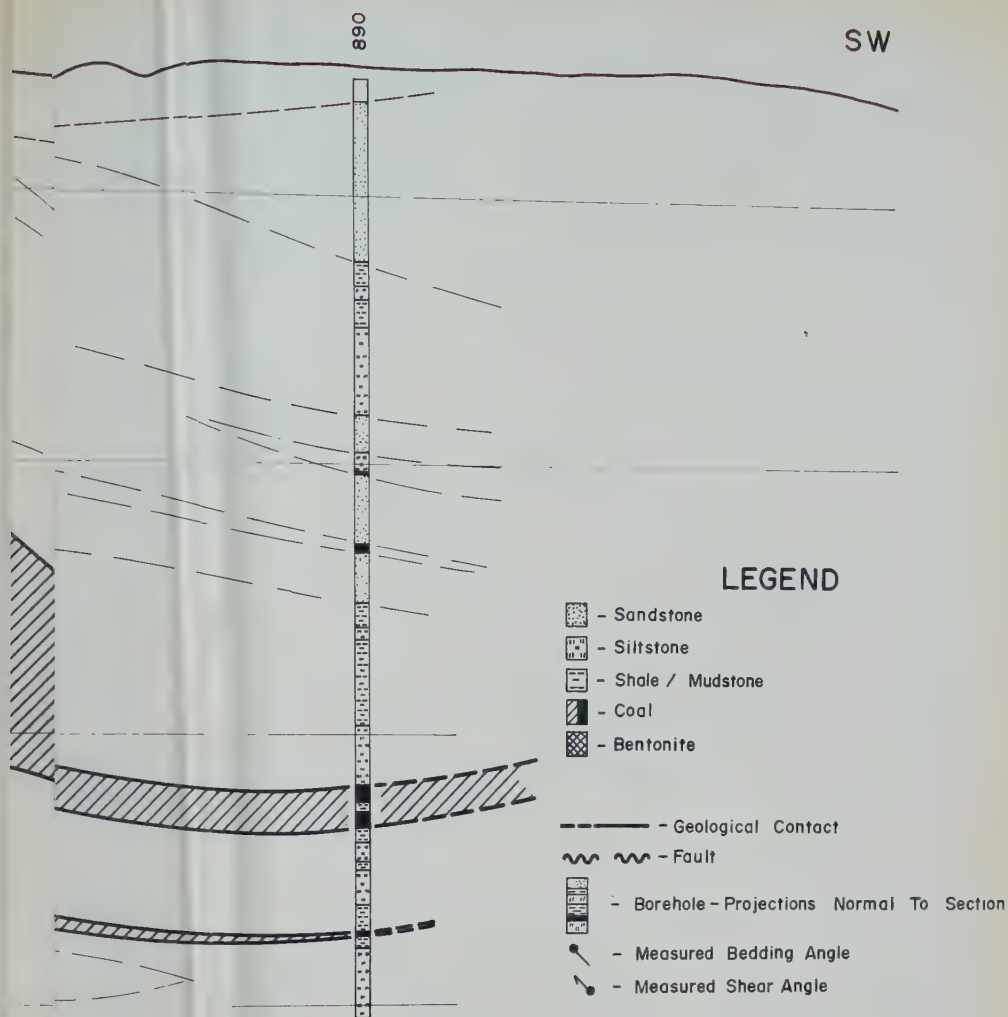 890
SW
LEGEND
- Sandstone
- Siltstone
- Shale / Mudstone
- Coal
- Bentonite
- Geological Contact
- Fault
- Borehole - Projections Normal To Section
- Measured Bedding Angle
- Measured Shear Angle